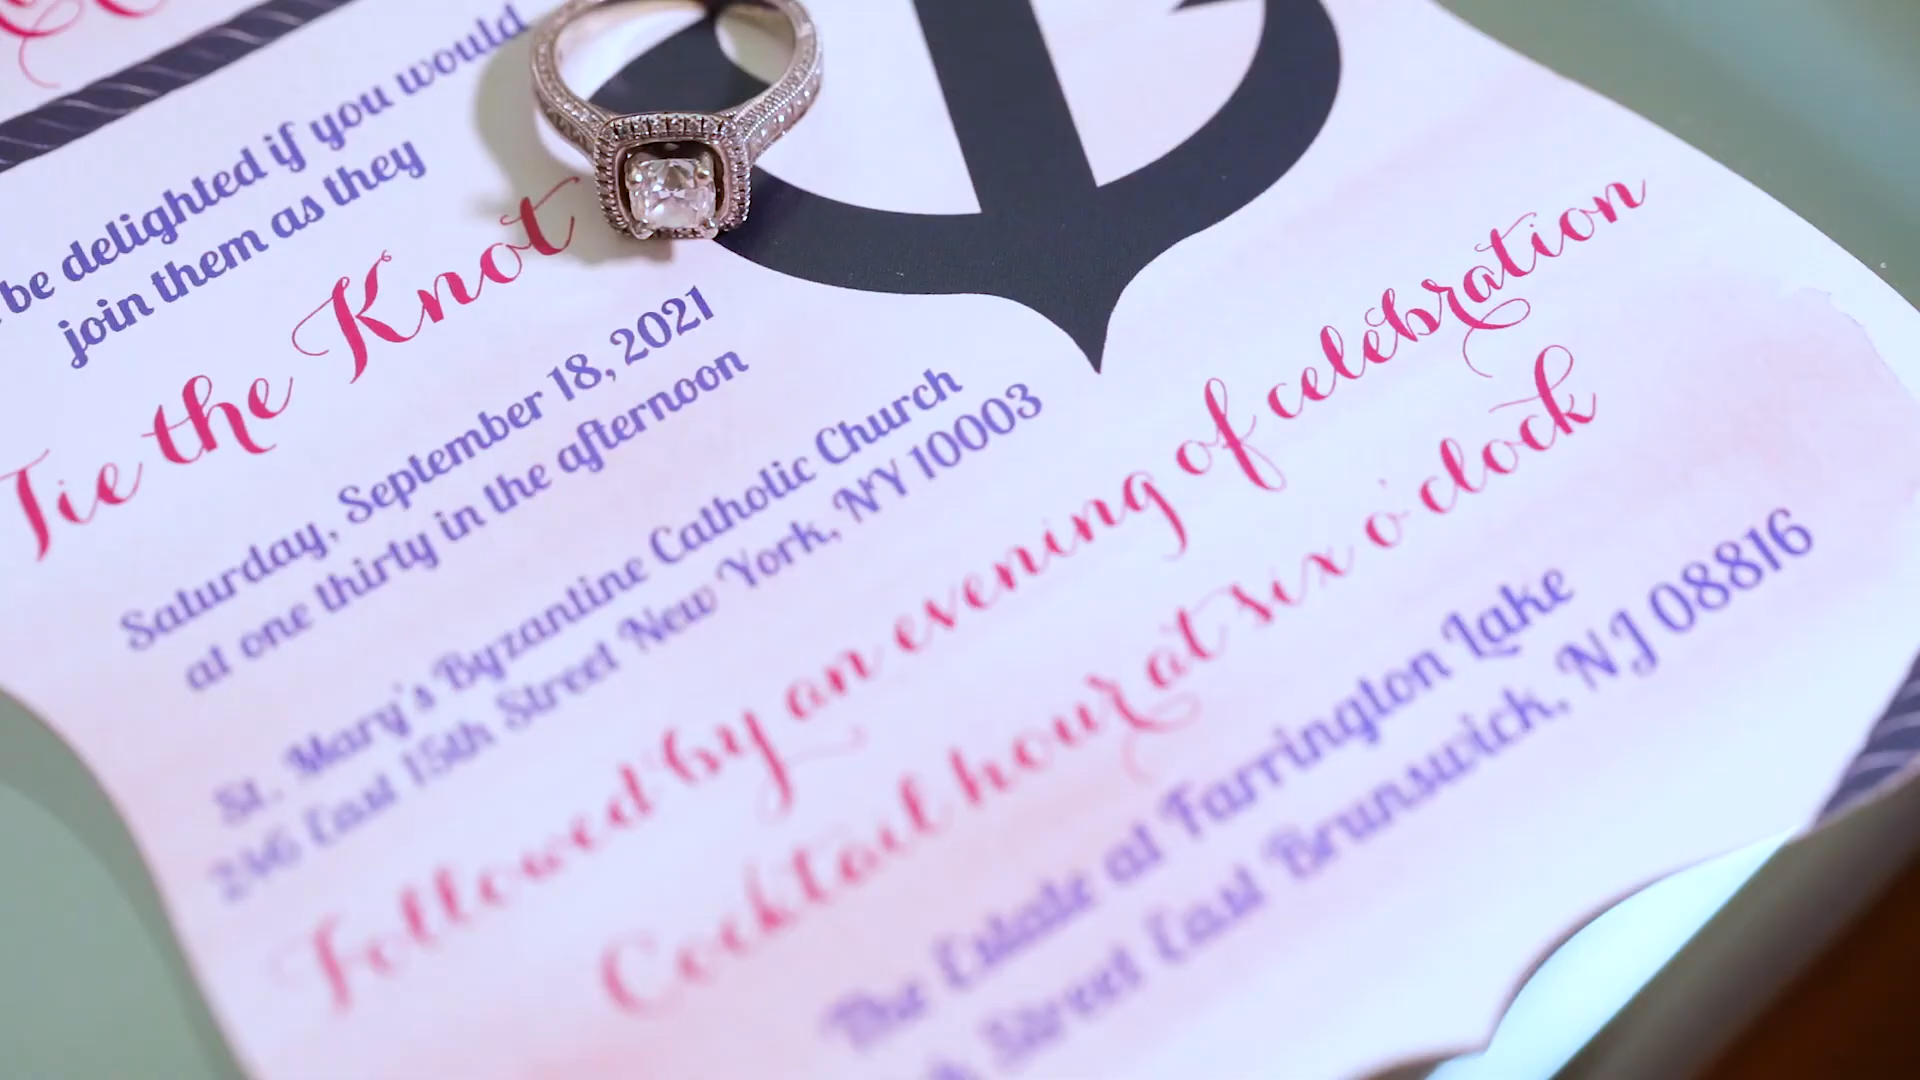 be delighted if you would
join them as they
Tie the Knot
Saturday, September 18, 2021
at one thirty in the afternoon
St. Mary's Byzantine Catholic Church
246 East 15th Street New York, NY 10003
Followed by an evening of celebration
Cocktail hour at six o'clock
The Estate at Farrington Lake
Street East Brunswick, NJ 08816